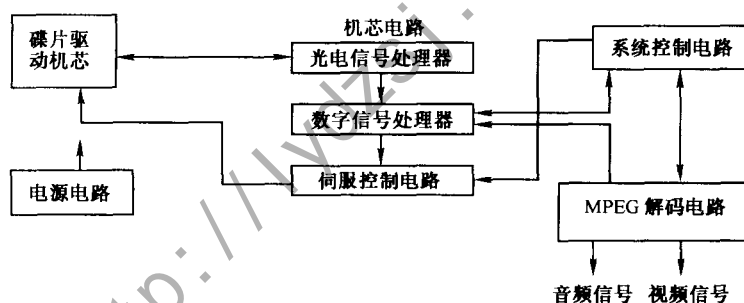 机芯电路
碟片驱
动机芯
光电信号处理器
系统控制电路
数字信号处理器
电源电路
伺服控制电路
MPEG 解码电路
音频信号 视频信号
tp://lvdzsj.